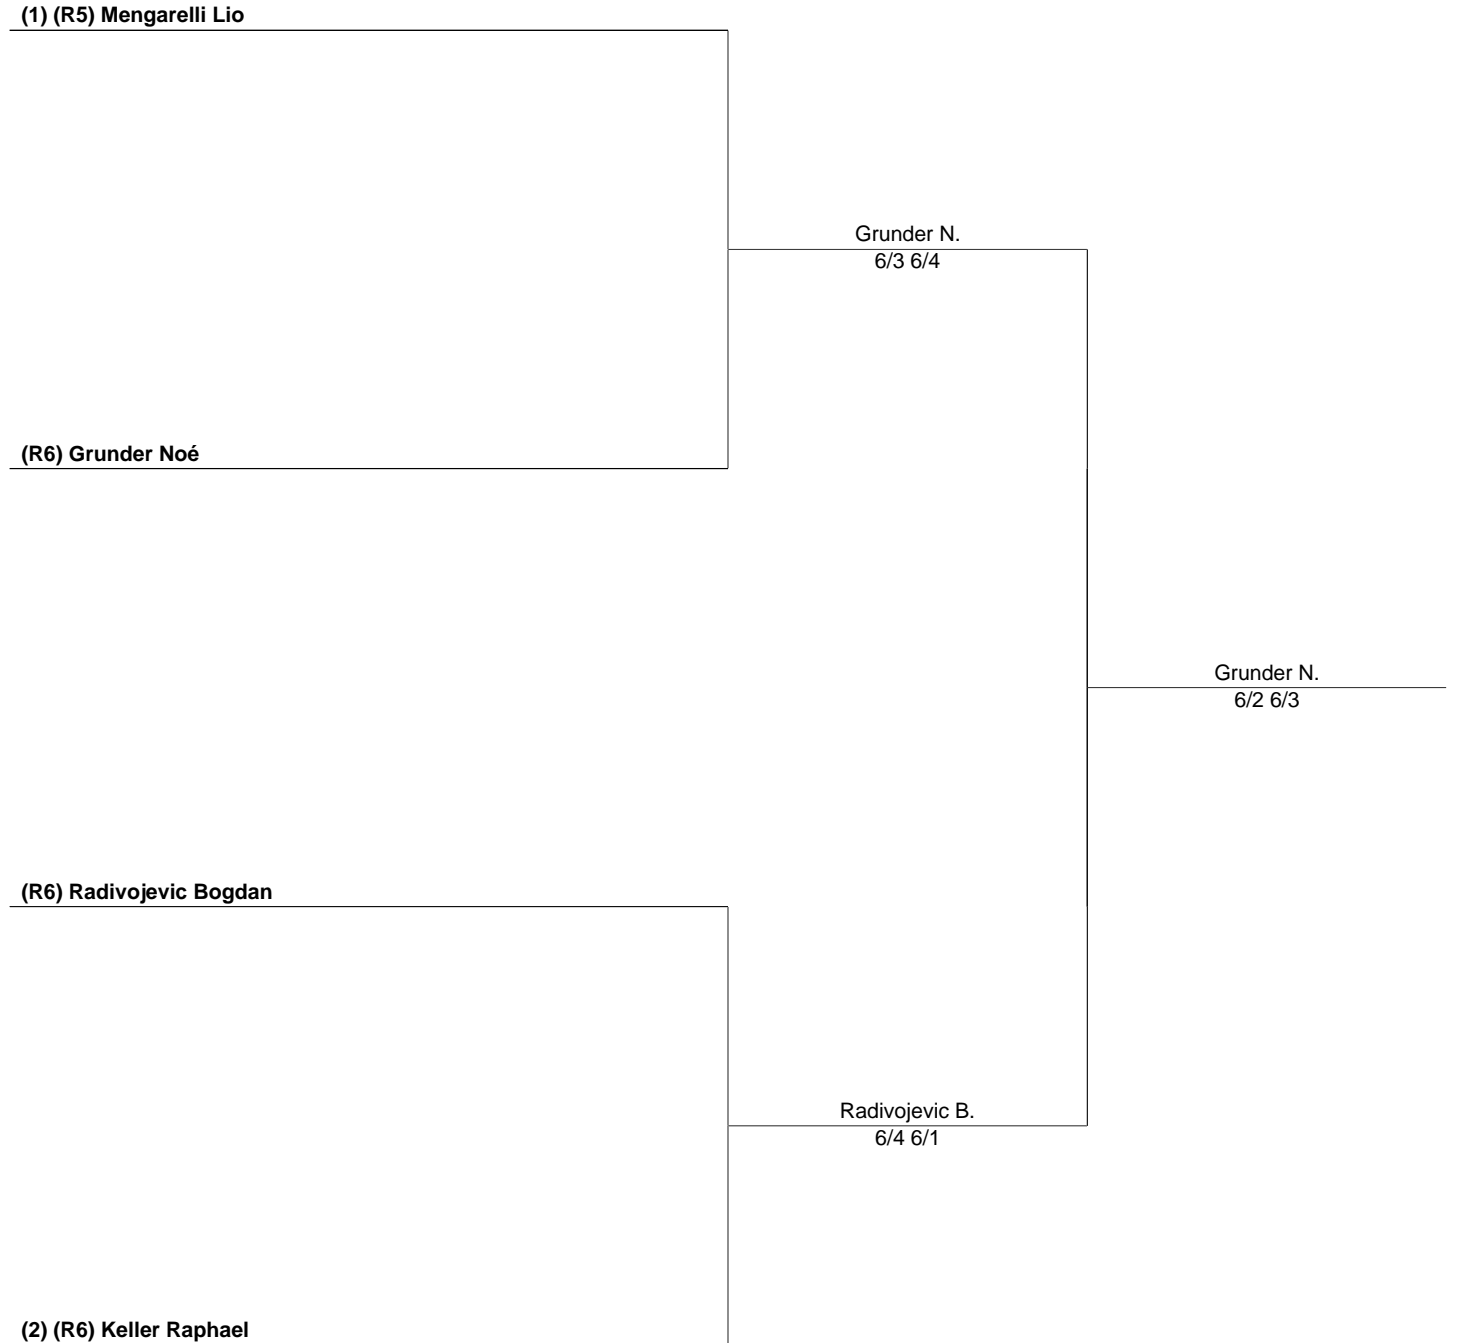 (1) (R5) Mengarelli Lio
Grunder N.
6/3 6/4
(R6) Grunder Noé
Grunder N.
6/2 6/3
(R6) Radivojevic Bogdan
Radivojevic B.
6/4 6/1
(2) (R6) Keller Raphael